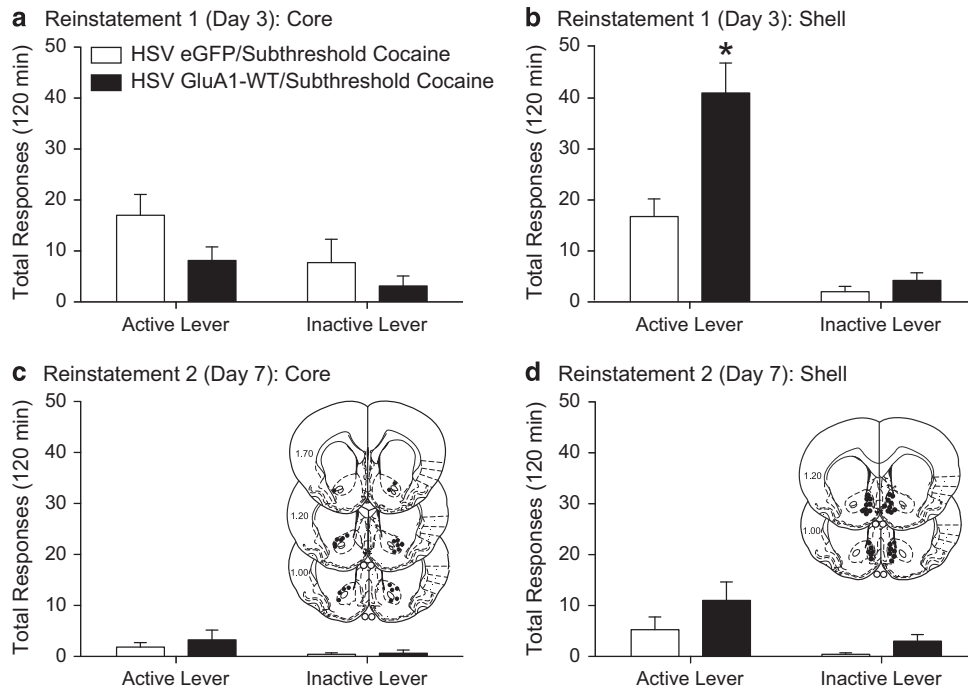 a Reinstatement 1 (Day 3): Core
Total Responses (120 min)
50
40
30
20
10
0
HSV eGFP/Subthreshold Cocaine
HSV GluA1-WT/Subthreshold Cocaine
Active Lever
Inactive Lever
b Reinstatement 1 (Day 3): Shell
Total Responses (120 min)
50
40
30
20
10
0
*
Active Lever
Inactive Lever
c Reinstatement 2 (Day 7): Core
Total Responses (120 min)
50
40
30
20
10
0
1.70
1.20
1.00
Active Lever
Inactive Lever
d Reinstatement 2 (Day 7): Shell
Total Responses (120 min)
50
40
30
20
10
0
1.20
1.00
Active Lever
Inactive Lever